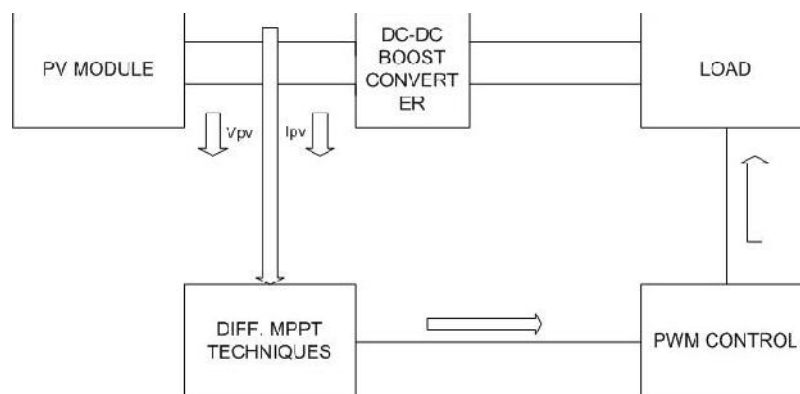 PV MODULE
DC-DC
BOOST
CONVERT
ER
LOAD
Vpv
Ipv
DIFF. MPPT
TECHNIQUES
PWM CONTROL